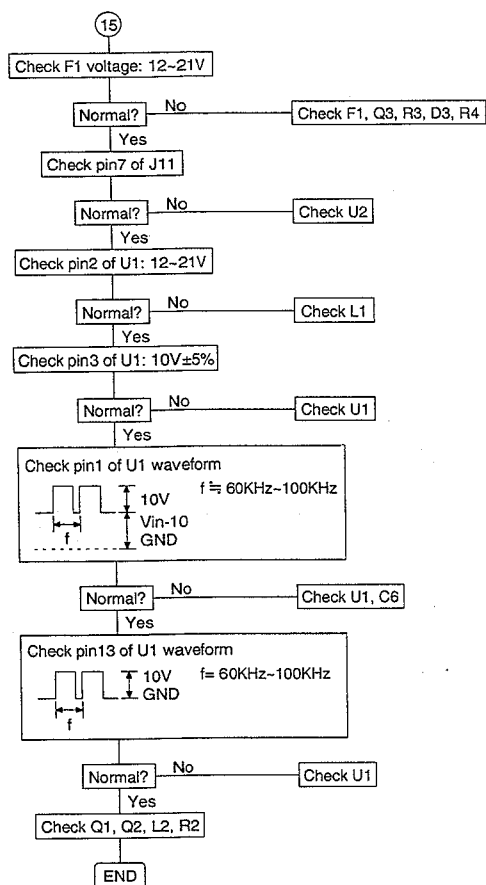 15
Check F1 voltage: 12~21V
Normal?
No
Check F1, Q3, R3, D3, R4
Yes
Check pin7 of J11
Normal?
No
Check U2
Yes
Check pin2 of U1: 12~21V
Normal?
No
Check L1
Yes
Check pin3 of U1: 10V±5%
Normal?
No
Check U1
Yes
Check pin1 of U1 waveform
10V
f ≒ 60KHz~100KHz
Vin-10
f
GND
Normal?
No
Check U1, C6
Yes
Check pin13 of U1 waveform
10V
f= 60KHz~100KHz
GND
f
Normal?
No
Check U1
Yes
Check Q1, Q2, L2, R2
END